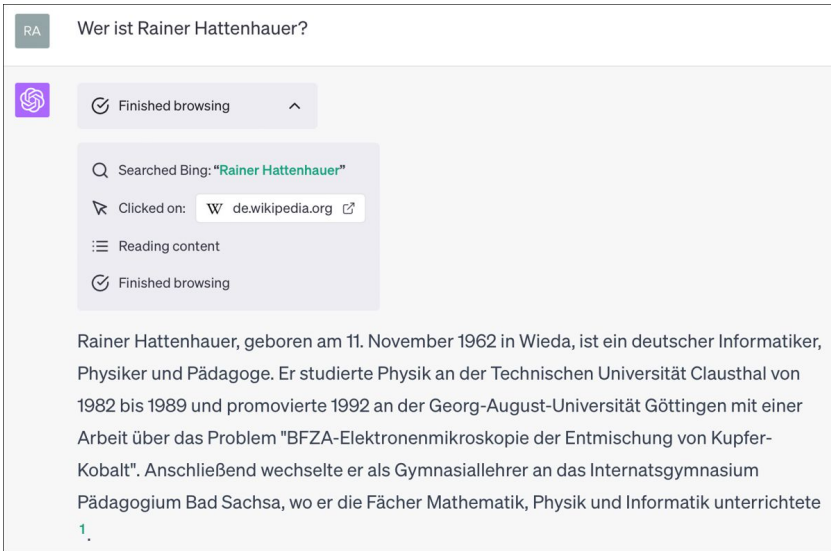 RA
Wer ist Rainer Hattenhauer?
Finished browsing
Searched Bing: “Rainer Hattenhauer”
Clicked on: W de.wikipedia.org
Reading content
Finished browsing
Rainer Hattenhauer, geboren am 11. November 1962 in Wieda, ist ein deutscher Informatiker,
Physiker und Pädagoge. Er studierte Physik an der Technischen Universität Clausthal von
1982 bis 1989 und promovierte 1992 an der Georg-August-Universität Göttingen mit einer
Arbeit über das Problem "BFZA-Elektronenmikroskopie der Entmischung von Kupfer-
Kobalt". Anschließend wechselte er als Gymnasiallehrer an das Internatsgymnasium
Pädagogium Bad Sachsa, wo er die Fächer Mathematik, Physik und Informatik unterrichtete
1.